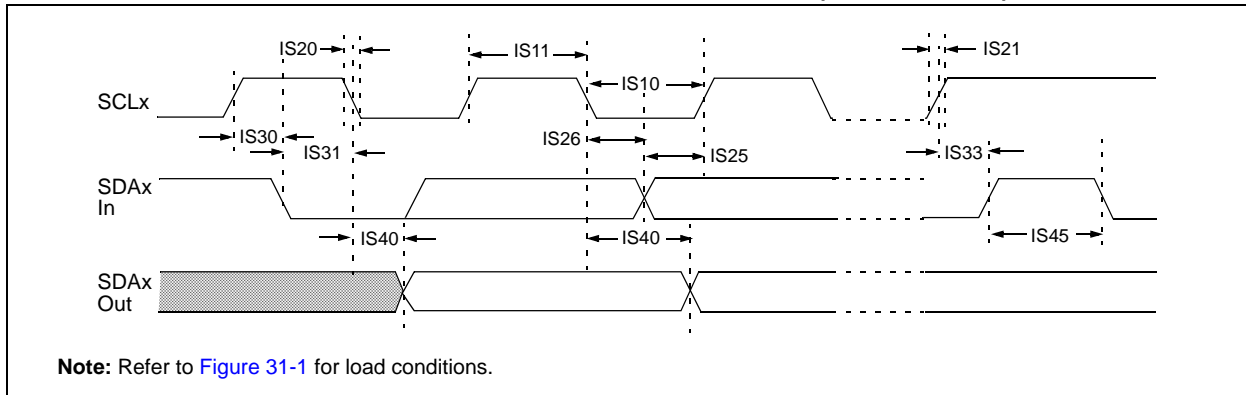 IS20
IS11
IS21
IS10
SCLx
IS30
IS26
IS31
IS25
IS33
SDAx
In
IS40
IS40
IS45
SDAx
Out
Note: Refer to Figure 31-1 for load conditions.